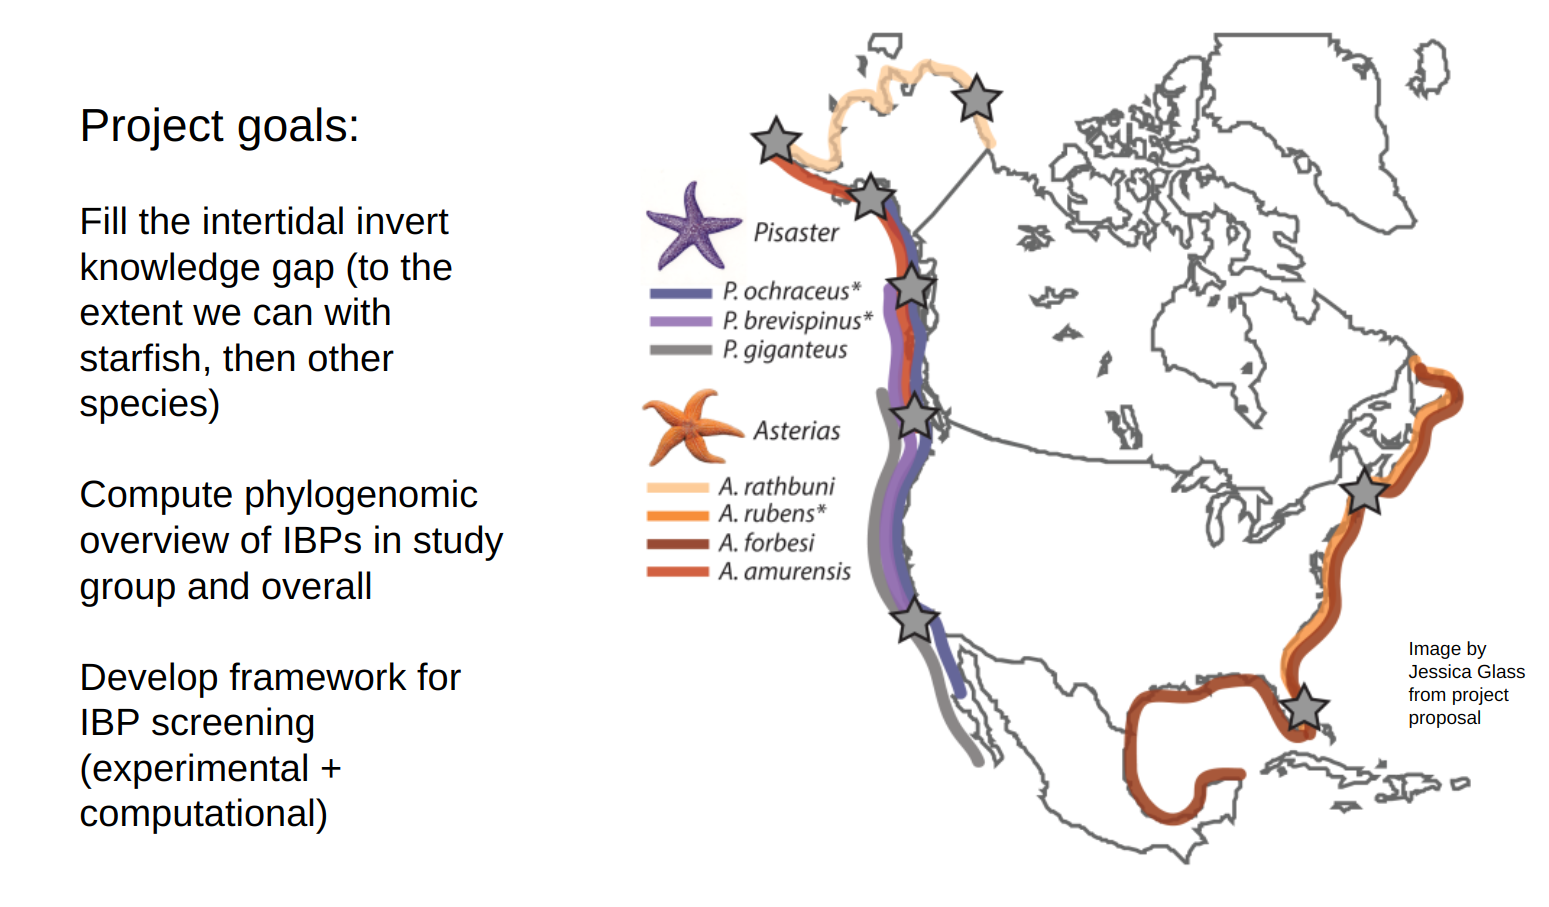 Project goals:
Fill the intertidal invert
knowledge gap (to the
extent we can with
starfish, then other
species)
Compute phylogenomic
overview of IBPs in study
group and overall
Develop framework for
IBP screening
(experimental +
computational)
Pisaster
P. ochraceus*
P. brevispinus*
P. giganteus
Asterias
A. rathbuni
A. rubens*
A. forbesi
A. amurensis
Image by
Jessica Glass
from project
proposal